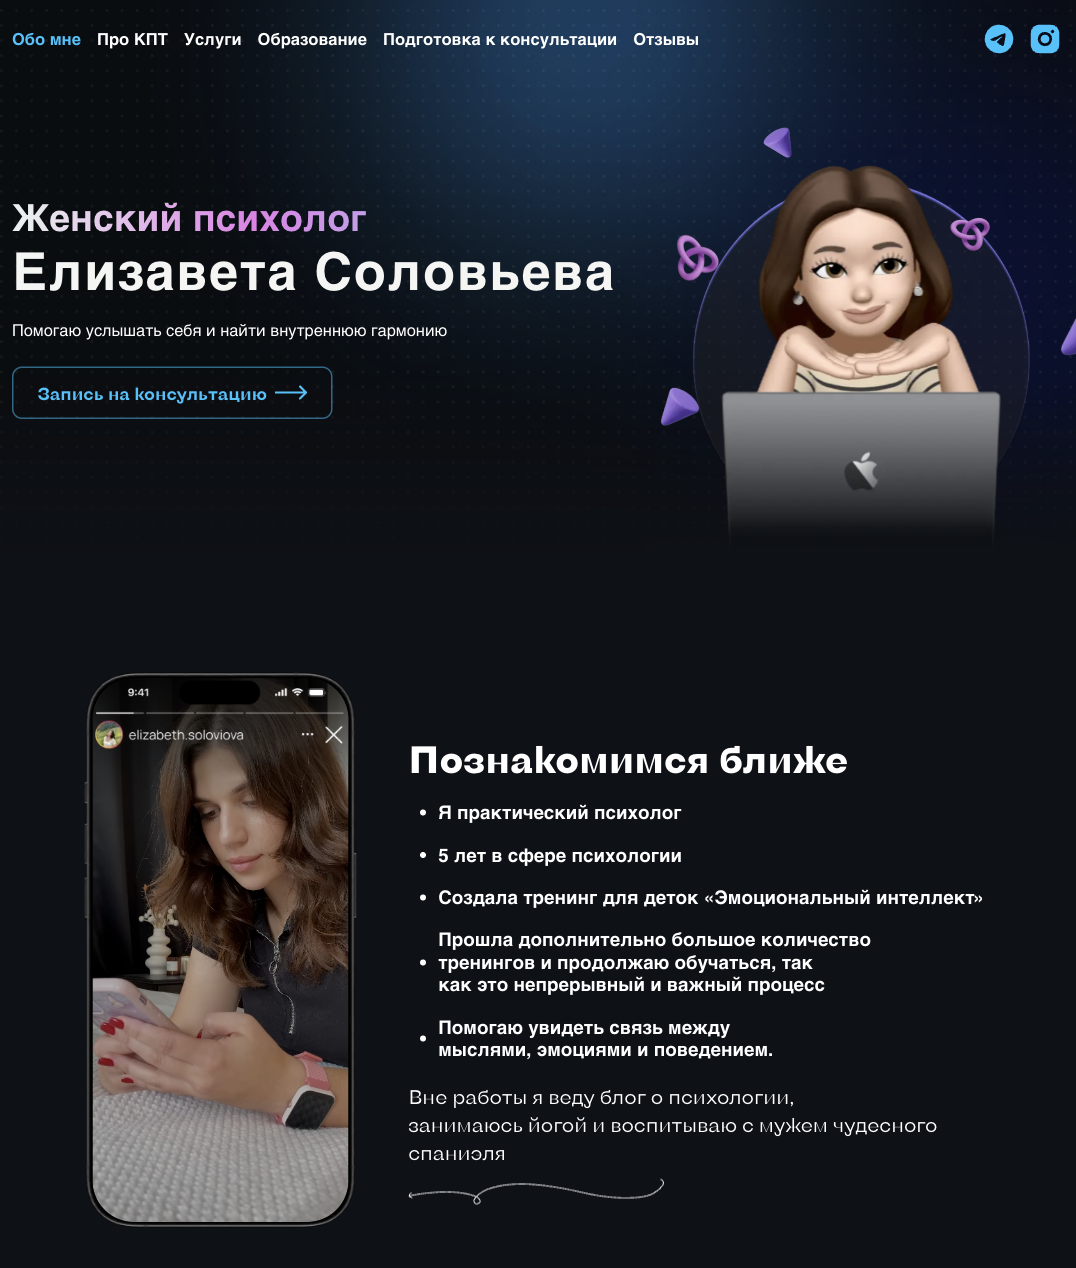 Обо мне Про КПТ Услуги Образование Подготовка к консультации Отзывы
Женский психолог
Елизавета Соловьева
Помогаю услышать себя и найти внутреннюю гармонию
Запись на консультацию
9:41
elizabeth.soloviova
Познакомимся ближе
Я практический психолог
5 лет в сфере психологии
Создала тренинг для деток «Эмоциональный интеллект»
Прошла дополнительно большое количество
тренингов и продолжаю обучаться, так
как это непрерывный и важный процесс
Помогаю увидеть связь между
мыслями, эмоциями и поведением.
Вне работы я веду блог о психологии,
занимаюсь йогой и воспитываю с мужем чудесного
спаниэля